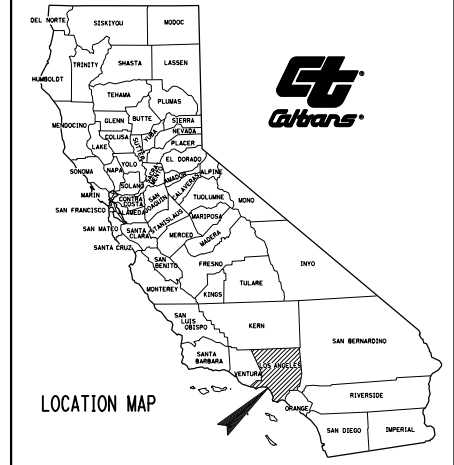 DEL NORTE
SISKIYOU
MODOC
TRINITY
SHASTA
LASSEN
HUMBOLDT
TEHAMA
PLUMAS
Caltrans
MENDOCINO
GLENN
BUTTE
SIERRA
NEVADA
COLUSA
SUTTER
YUBA
PLACER
LAKE
EL DORADO
SONOMA
NAPA
YOLO
SACRAMENTO
AMADOR
ALPINE
SOLANO
CALAVERAS
MARIN
CONTRA
COSTA
SAN
JOAQUIN
TUOLUMNE
MONO
SAN FRANCISCO
ALAMEDA
STANISLAUS
MARIPOSA
SAN MATEO
SANTA
CLARA
MERCED
MADERA
SANTA CRUZ
SAN
BENITO
FRESNO
INYO
MONTEREY
KINGS
TULARE
SAN
LUIS
OBISPO
KERN
SAN BERNARDINO
SANTA
BARBARA
VENTURA
LOS ANGELES
LOCATION MAP
ORANGE
RIVERSIDE
SAN DIEGO
IMPERIAL